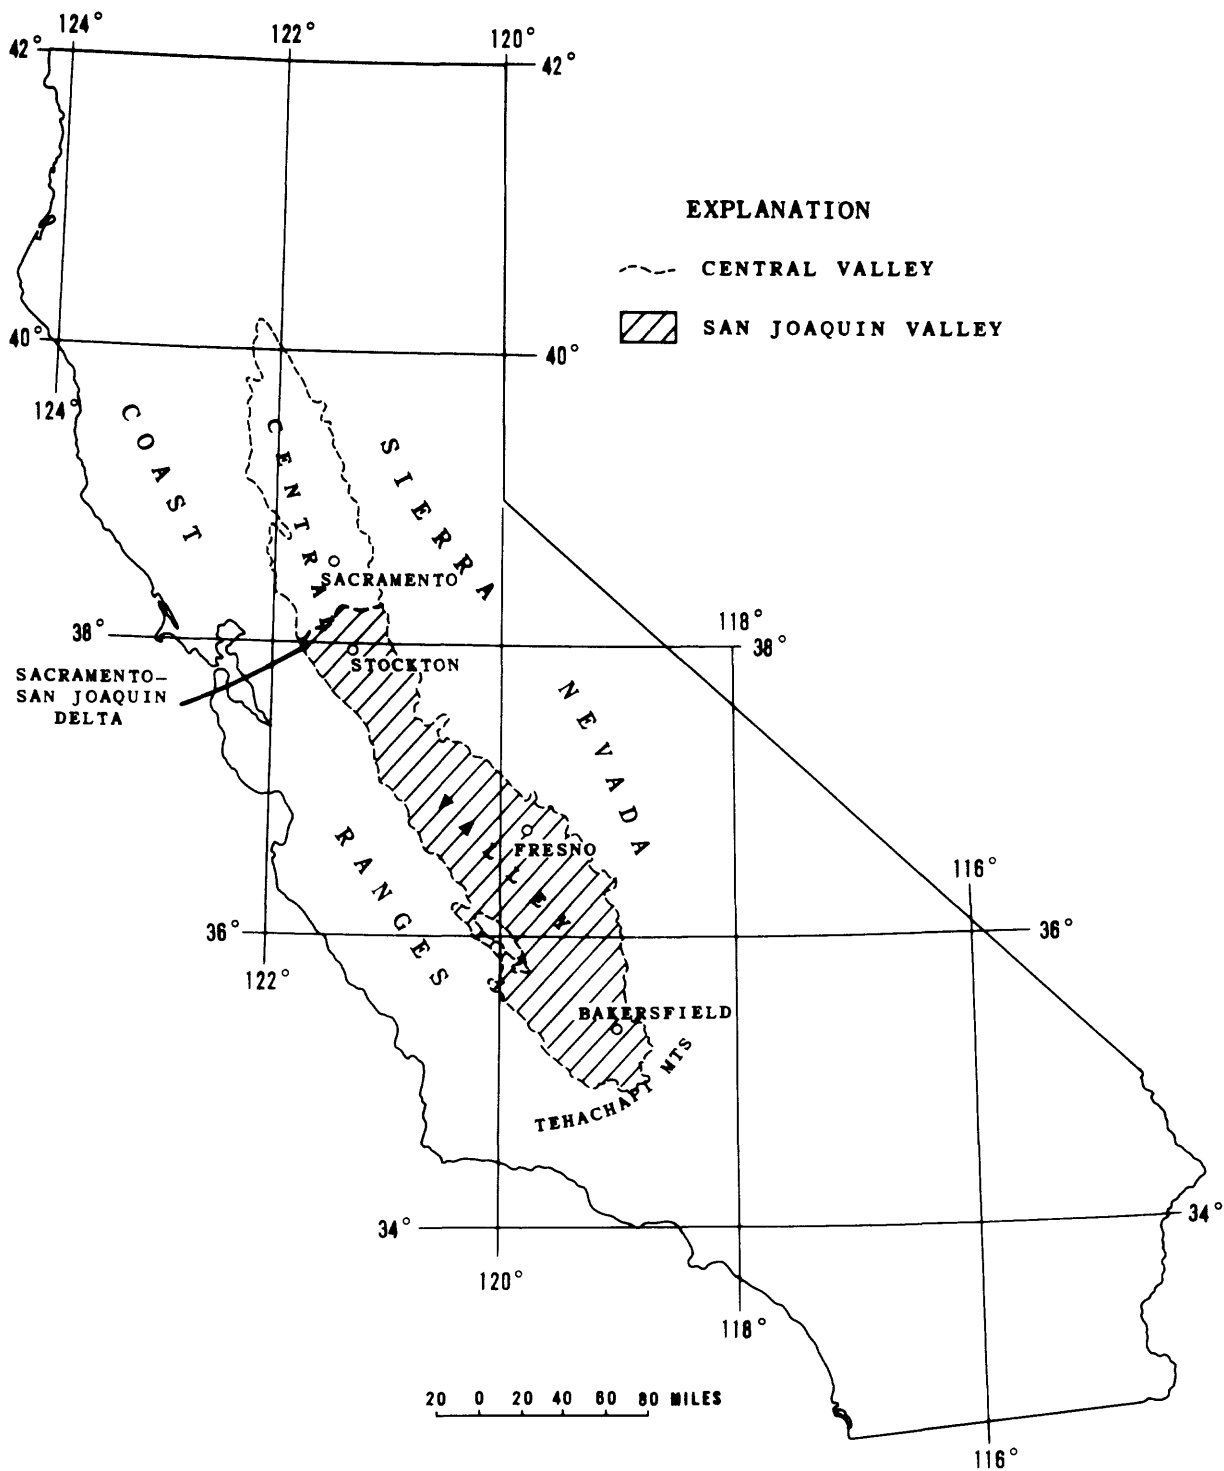 124°
122°
120°
42°
42°
EXPLANATION
CENTRAL VALLEY
SAN JOAQUIN VALLEY
40°
40°
124°
COAST
CENTRAL
SIERRA
SACRAMENTO
118°
38°
38°
STOCKTON
SACRAMENTO–
SAN JOAQUIN
DELTA
NEVADA
RANGES
FRESNO
116°
36°
36°
122°
BAKERSFIELD
TEHACHAPI MTS
34°
34°
120°
118°
20 0 20 40 60 80 MILES
116°